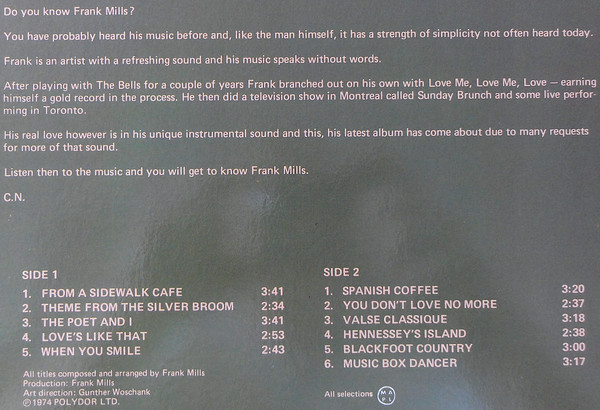 Do you know Frank Mills?
You have probably heard his music before and, like the man himself, it has a strength of simplicity not often heard today.
Frank is an artist with a refreshing sound and his music speaks without words.
After playing with The Bells for a couple of years Frank branched out on his own with Love Me, Love Me, Love — earning
himself a gold record in the process. He then did a television show in Montreal called Sunday Brunch and some live perfor-
ming in Toronto.
His real love however is in his unique instrumental sound and this, his latest album has come about due to many requests
for more of that sound.
Listen then to the music and you will get to know Frank Mills.
C.N.
SIDE 1
1. FROM A SIDEWALK CAFE 3:41
2. THEME FROM THE SILVER BROOM 2:34
3. THE POET AND I 3:41
4. LOVE'S LIKE THAT 2:53
5. WHEN YOU SMILE 2:43
All titles composed and arranged by Frank Mills
Production: Frank Mills
Art direction: Gunther Woschank
℗1974 POLYDOR LTD.
SIDE 2
1. SPANISH COFFEE 3:20
2. YOU DON'T LOVE NO MORE 2:37
3. VALSE CLASSIQUE 3:18
4. HENNESSEY'S ISLAND 2:38
5. BLACKFOOT COUNTRY 3:00
6. MUSIC BOX DANCER 3:17
All selections M A P L